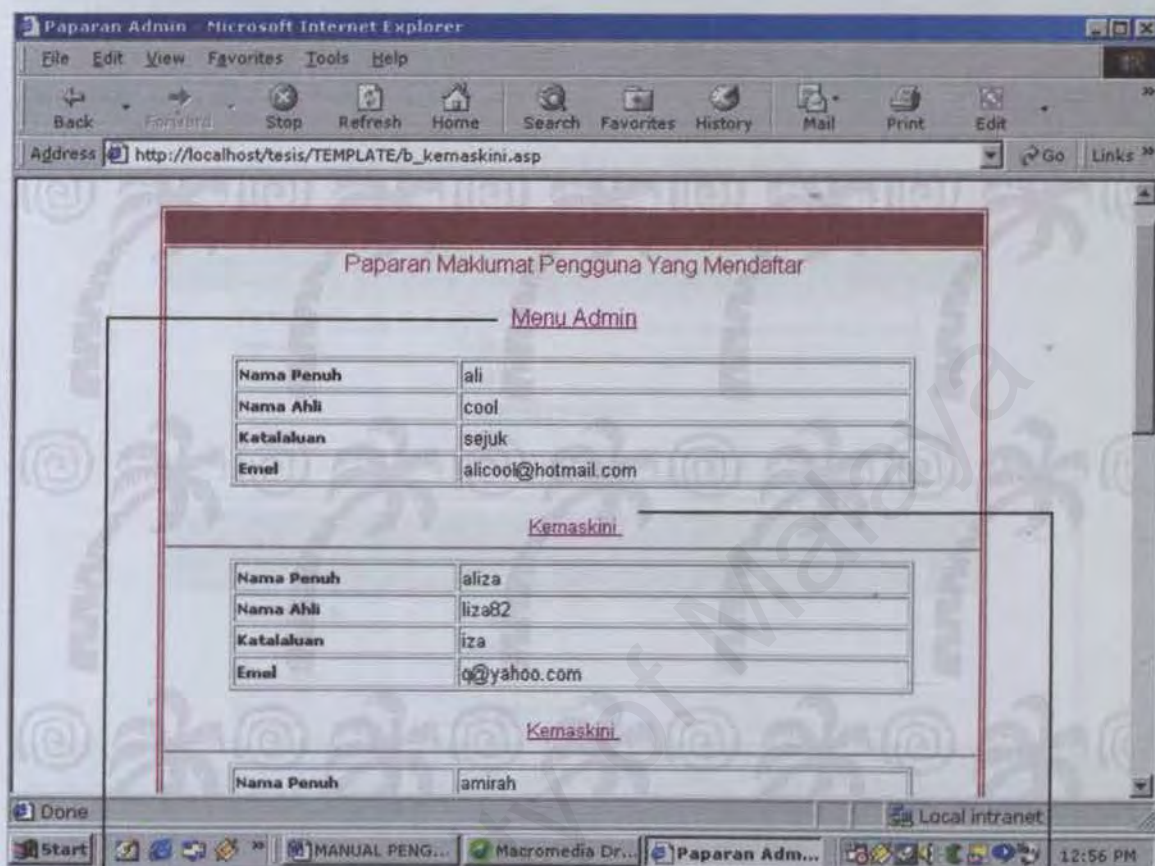 Paparan Admin - Microsoft Internet Explorer
File Edit View Favorites Tools Help
Back Forward Stop Refresh Home Search Favorites History Mail Print Edit
Address http://localhost/tesis/TEMPLATE/b_kemaskini.asp Go Links »
Paparan Maklumat Pengguna Yang Mendaftar
Menu Admin
Nama Penuh ali
Nama Ahli cool
Katalaluan sejuk
Emel alicool@hotmail.com
Kemaskini
Nama Penuh aliza
Nama Ahli liza82
Katalaluan iza
Emel q@yahoo.com
Kemaskini
Nama Penuh amirah
Done Local intranet
Start » MANUAL PENG... Macromedia Dr... Paparan Adm... 12:56 PM
of Malaya